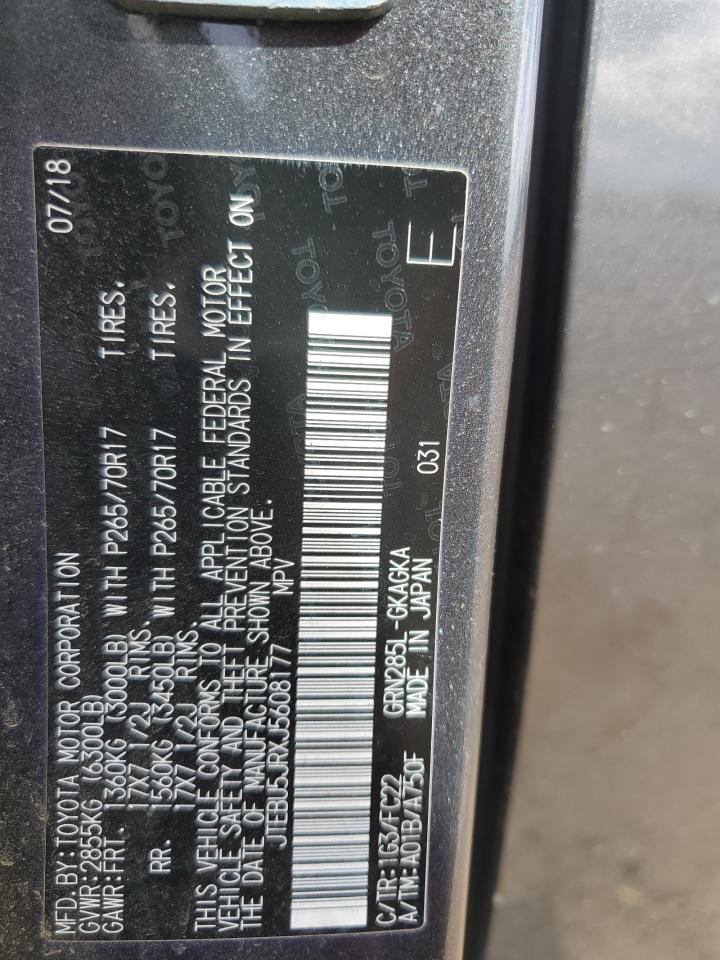 MFD. BY:TOYOTA MOTOR CORPORATION 07/18
GVWR:2855KG (6300LB)
GAWR:FRT. 1360KG (3000LB) WITH P265/70R17 TIRES.
17X7 1/2J RIMS.
RR. 1560KG (3450LB) WITH P265/70R17 TIRES.
17X7 1/2J RIMS.
THIS VEHICLE CONFORMS TO ALL APPLICABLE FEDERAL MOTOR
VEHICLE SAFETY AND THEFT PREVENTION STANDARDS IN EFFECT ON
THE DATE OF MANUFACTURE SHOWN ABOVE.
JTEBU5JRXJ5608177 MPV
C/TR:1G3/FC22 GRN285L-GKAGKA 031 E
A/TM:A01B/A750F MADE IN JAPAN